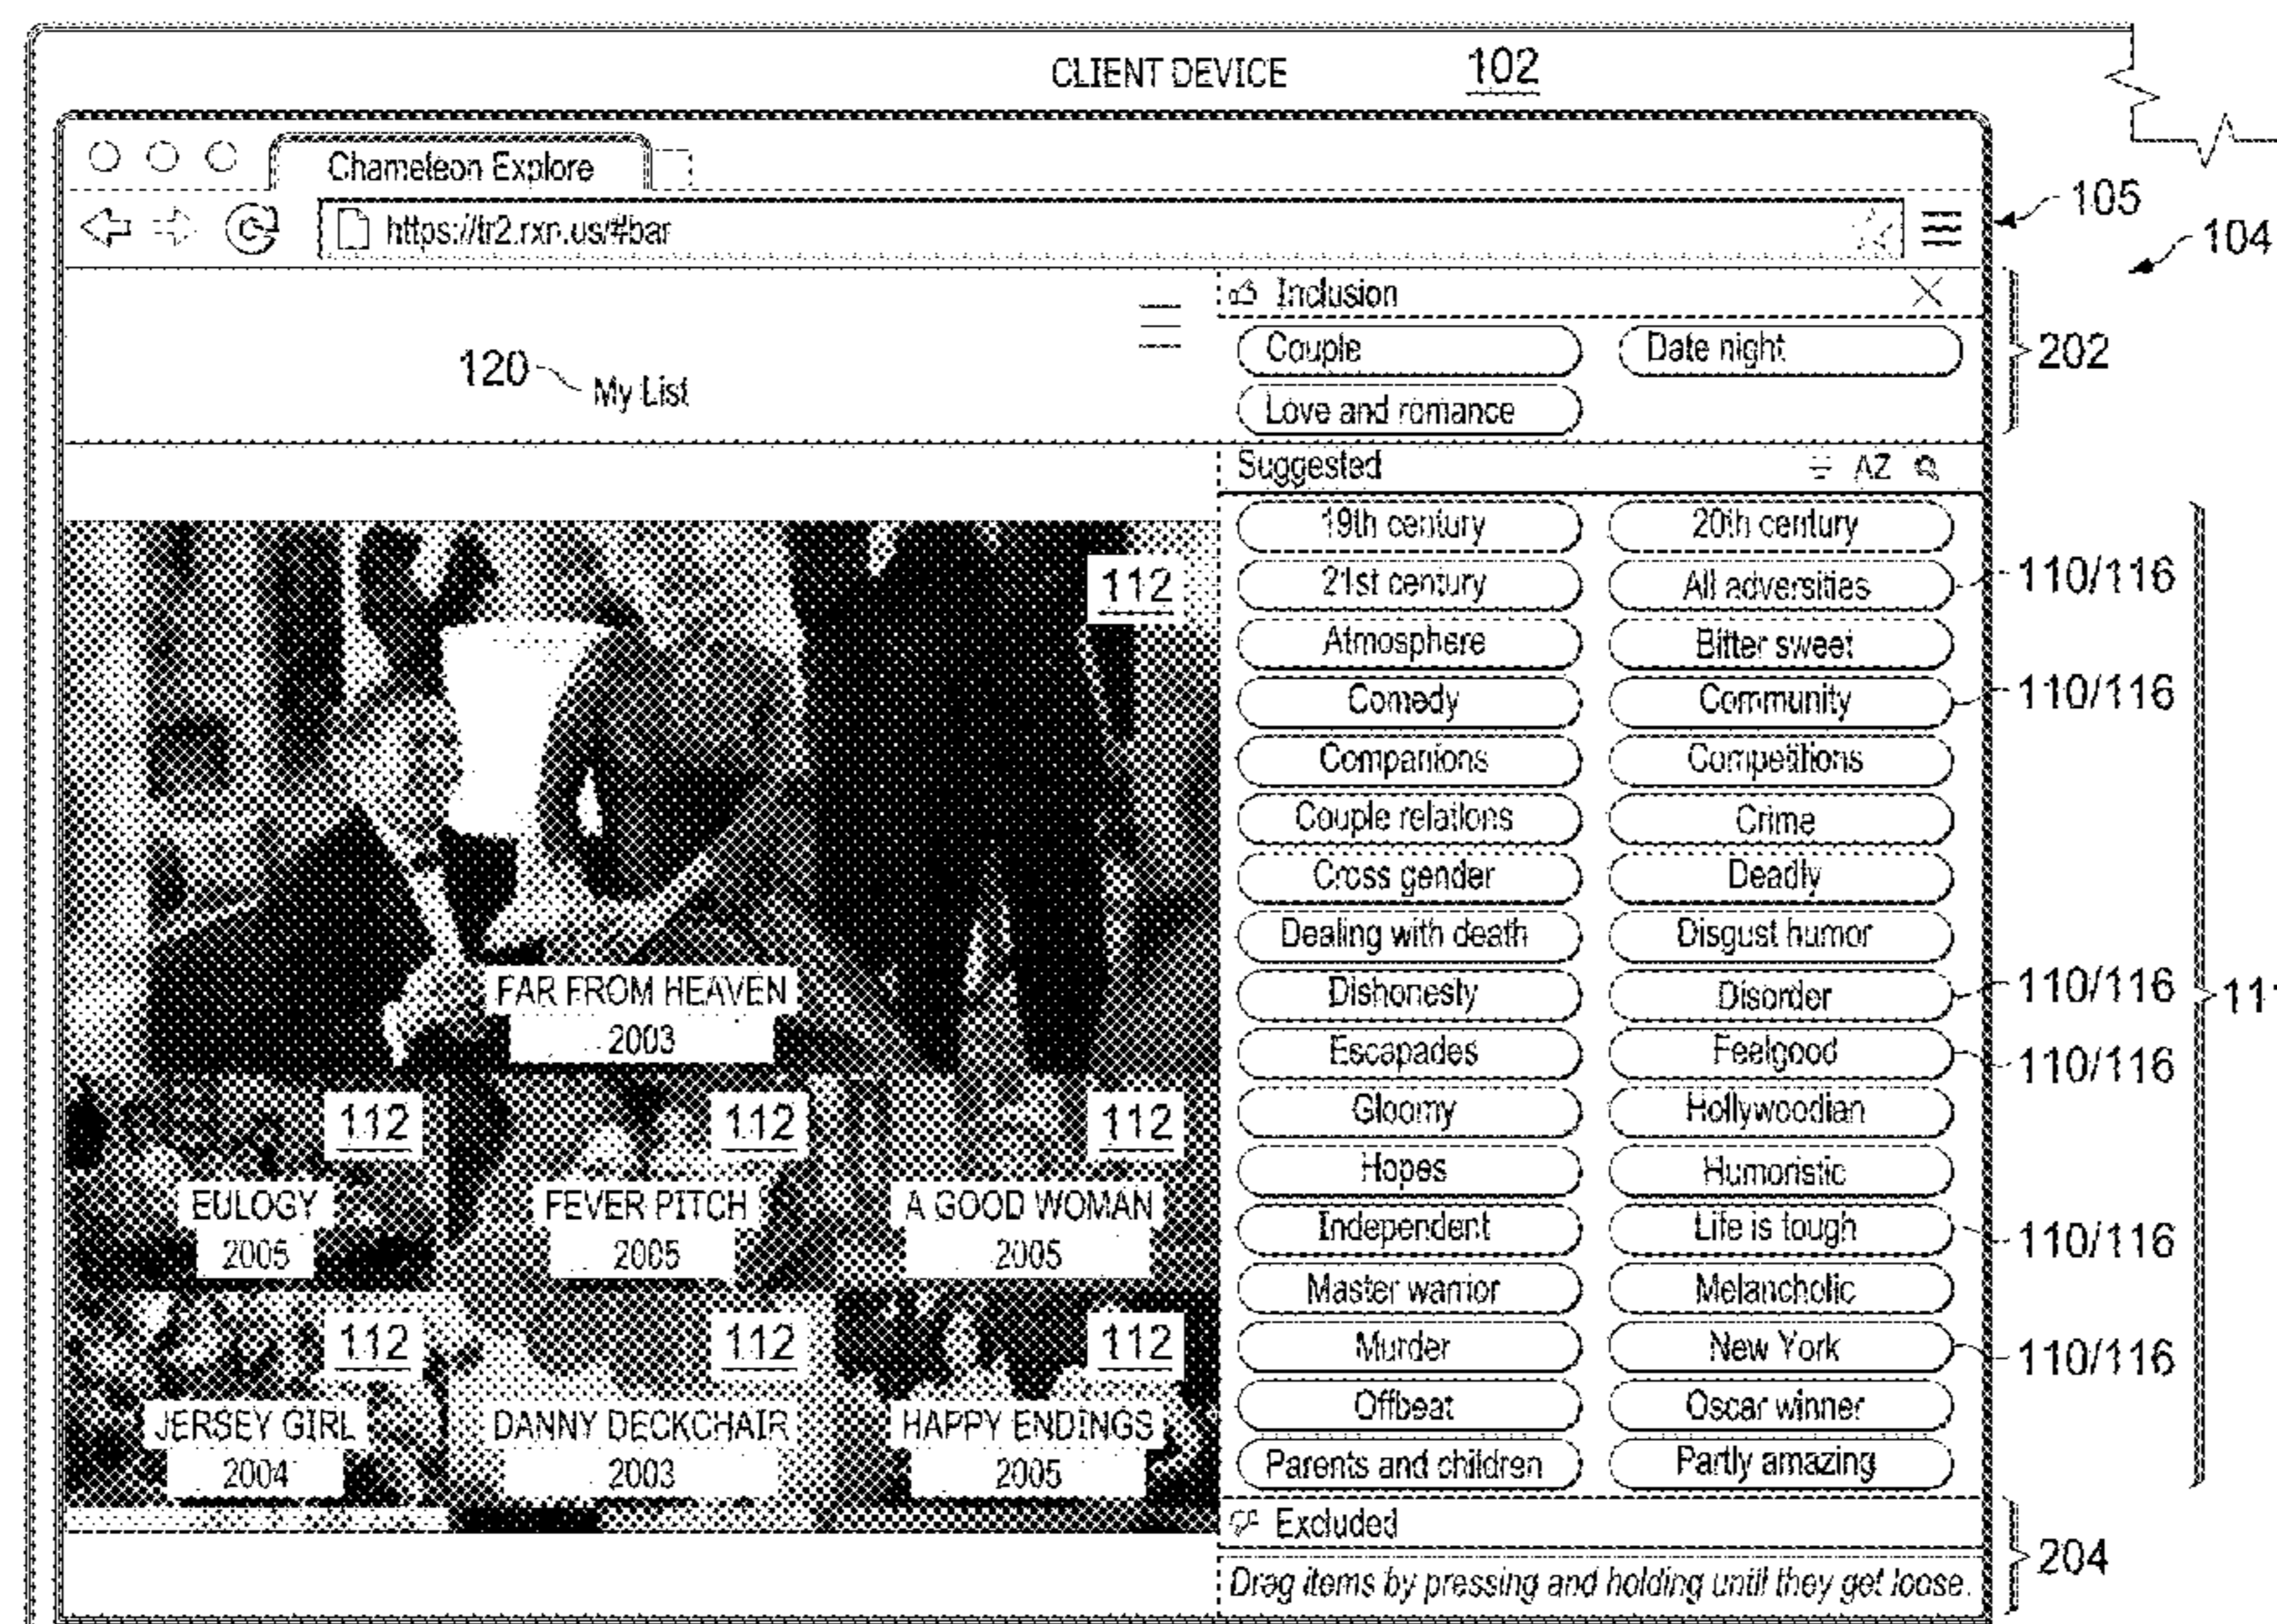 CLIENT DEVICE 102
Chameleon Explore
https://tr2.rxn.us/#bar
105
104
Inclusion
Couple Date night
202
120 My List
Love and romance
Suggested AZ
19th century 20th century
112
21st century All adversities 110/116
Atmosphere Bitter sweet
Comedy Community 110/116
Companions Competitions
Couple relations Crime
Cross gender Deadly
Dealing with death Disgust humor
FAR FROM HEAVEN
Dishonesty Disorder 110/116
2003
Escapades Feelgood 110/116
112 112 112
Gloomy Hollywoodian
Hopes Humoristic
EULOGY FEVER PITCH A GOOD WOMAN
Independent Life is tough 110/116
2005 2005 2005
Master warrior Melancholic
112 112 112
Murder New York 110/116
Offbeat Oscar winner
JERSEY GIRL DANNY DECKCHAIR HAPPY ENDINGS
2004 2003 2005
Parents and children Partly amazing
Excluded
204
Drag items by pressing and holding until they get loose.